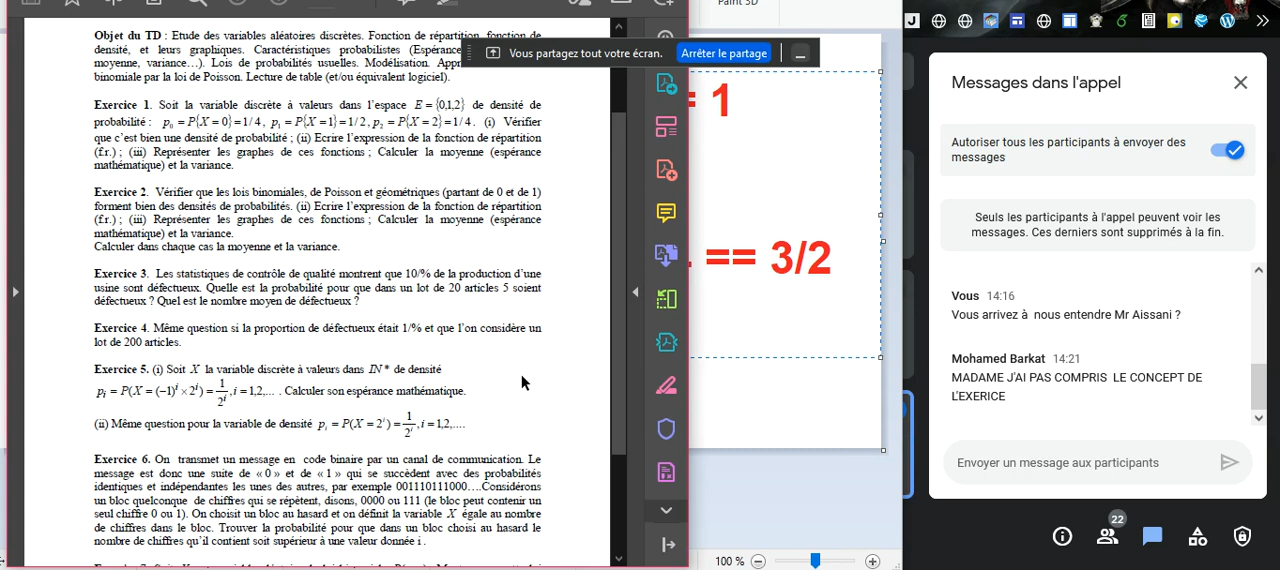 Paint 3D
Objet du TD : Etude des variables aléatoires discrètes. Fonction de répartition, fonction de
densité, et leurs graphiques. Caractéristiques probabilistes (Espérance
moyenne, variance…). Lois de probabilités usuelles. Modélisation. Appr
binomiale par la loi de Poisson. Lecture de table (et/ou équivalent logiciel).
Vous partagez tout votre écran. Arrêter le partage
Exercice 1. Soit la variable discrète à valeurs dans l'espace E = {0,1,2} de densité de
probabilité : p₀ = P{X = 0} = 1/4, p₁ = P{X = 1} = 1/2, p₂ = P{X = 2} = 1/4. (i) Vérifier
que c'est bien une densité de probabilité ; (ii) Ecrire l'expression de la fonction de répartition
(f.r.) ; (iii) Représenter les graphes de ces fonctions ; Calculer la moyenne (espérance
mathématique) et la variance.
Exercice 2. Vérifier que les lois binomiales, de Poisson et géométriques (partant de 0 et de 1)
forment bien des densités de probabilités. (ii) Ecrire l'expression de la fonction de répartition
(f.r.) ; (iii) Représenter les graphes de ces fonctions ; Calculer la moyenne (espérance
mathématique) et la variance.
Calculer dans chaque cas la moyenne et la variance.
Exercice 3. Les statistiques de contrôle de qualité montrent que 10/% de la production d'une
usine sont défectueux. Quelle est la probabilité pour que dans un lot de 20 articles 5 soient
défectueux ? Quel est le nombre moyen de défectueux ?
Exercice 4. Même question si la proportion de défectueux était 1/% et que l'on considère un
lot de 200 articles.
Exercice 5. (i) Soit X la variable discrète à valeurs dans IN* de densité
pᵢ = P(X = (−1)ⁱ × 2ⁱ) = 1/2ⁱ, i = 1,2,... . Calculer son espérance mathématique.
(ii) Même question pour la variable de densité pᵢ = P(X = 2ⁱ) = 1/2ⁱ, i = 1,2,....
Exercice 6. On transmet un message en code binaire par un canal de communication. Le
message est donc une suite de « 0 » et de « 1 » qui se succèdent avec des probabilités
identiques et indépendantes les unes des autres, par exemple 001110111000….Considérons
un bloc quelconque de chiffres qui se répètent, disons, 0000 ou 111 (le bloc peut contenir un
seul chiffre 0 ou 1). On choisit un bloc au hasard et on définit la variable X égale au nombre
de chiffres dans le bloc. Trouver la probabilité pour que dans un bloc choisi au hasard le
nombre de chiffres qu'il contient soit supérieur à une valeur donnée i .
= 1
== 3/2
100 %
Messages dans l'appel
Autoriser tous les participants à envoyer des
messages
Seuls les participants à l'appel peuvent voir les
messages. Ces derniers sont supprimés à la fin.
Vous 14:16
Vous arrivez à nous entendre Mr Aissani ?
Mohamed Barkat 14:21
MADAME J'AI PAS COMPRIS LE CONCEPT DE
L'EXERICE
Envoyer un message aux participants
22